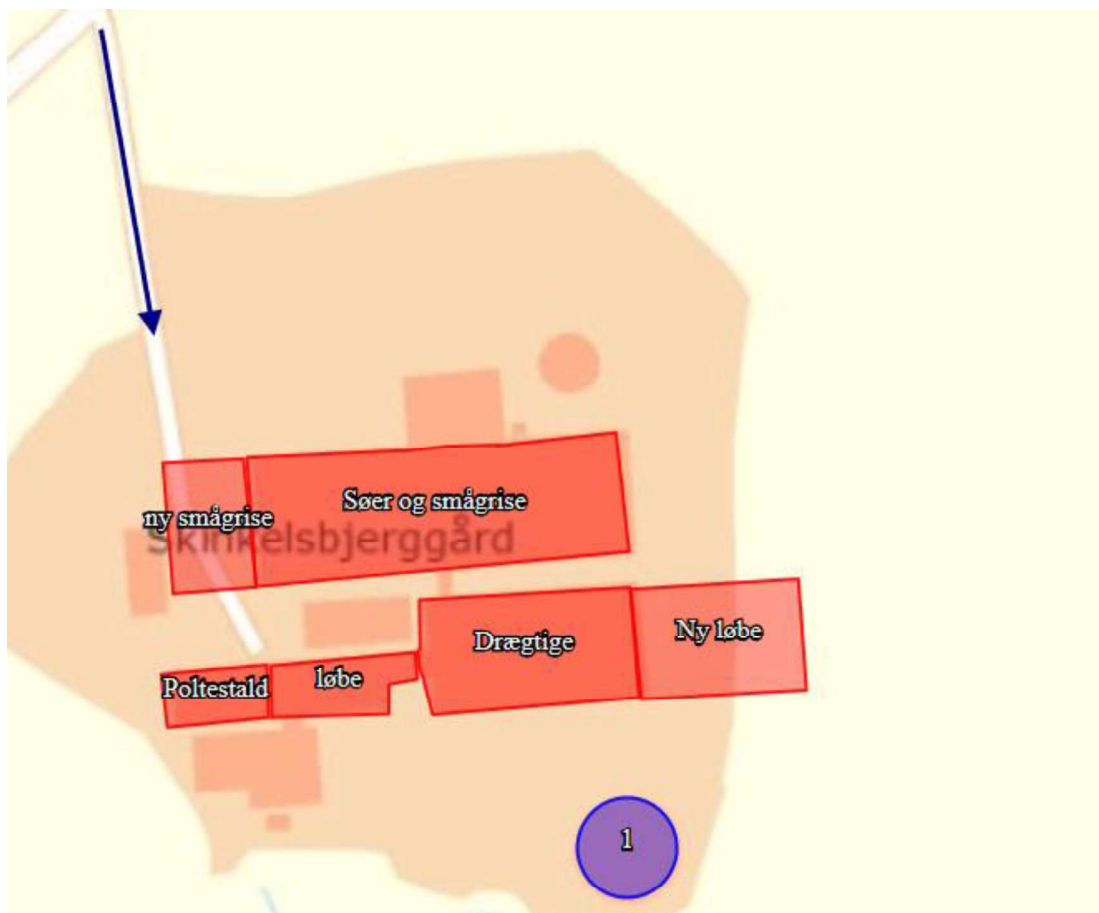 Søer og smågrise
ny smågrise
Skinkelsbjerggård
Drægtige
Ny løbe
Poltestald
løbe
1